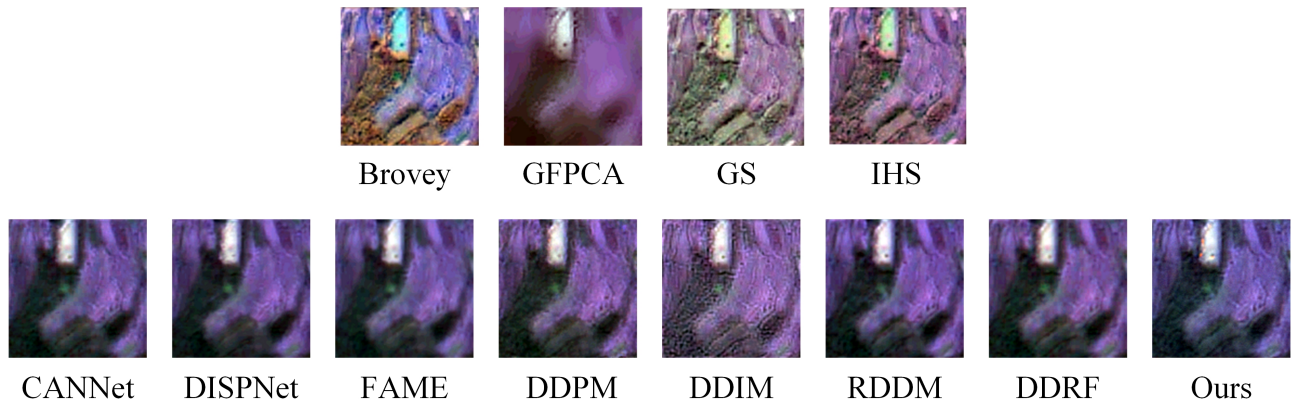 Brovey GFPCA GS IHS
CANNet DISPNet FAME DDPM DDIM RDDM DDRF Ours